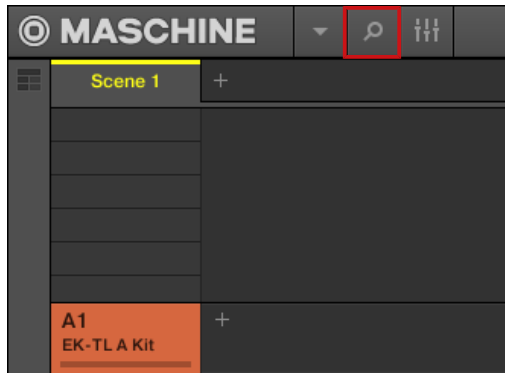 MASCHINE
Scene 1 +
A1 +
EK-TL A Kit